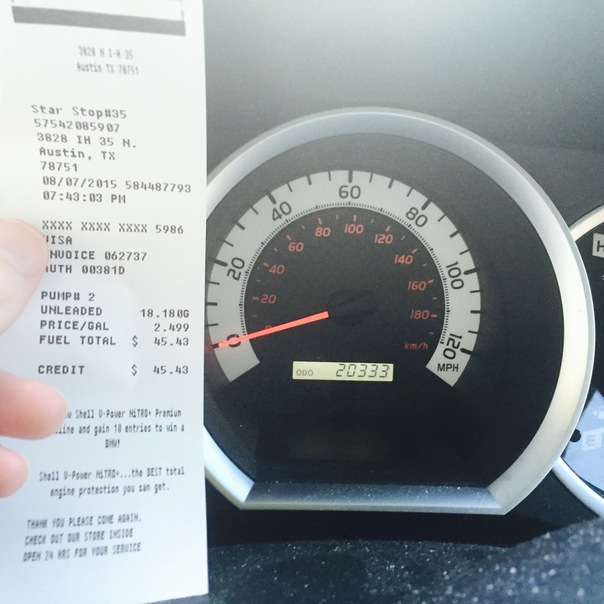 3828 N I-H 35
Austin TX 78751
Star Stop#35
57542085907
3828 IH 35 N.
Austin, TX
78751
08/07/2015 584487793
07:43:03 PM
XXXX XXXX XXXX 5986
VISA
NVOICE 062737
AUTH 00381D
PUMP# 2
UNLEADED 18.180G
PRICE/GAL 2.499
FUEL TOTAL $ 45.43
CREDIT $ 45.43
Shell V-Power NiTRO+ Premium
and gain 10 entries to win a
BMW!
Shell V-Power NiTRO+...the BEST total
engine protection you can get.
THANK YOU PLEASE COME AGAIN.
CHECK OUT OUR STORE INSIDE
OPEN 24 HRS FOR YOUR SERVICE
0 20 40 60 80 100 120
MPH
20 40 60 80 100 120 140 160 180
km/h
ODO 20333
H
E